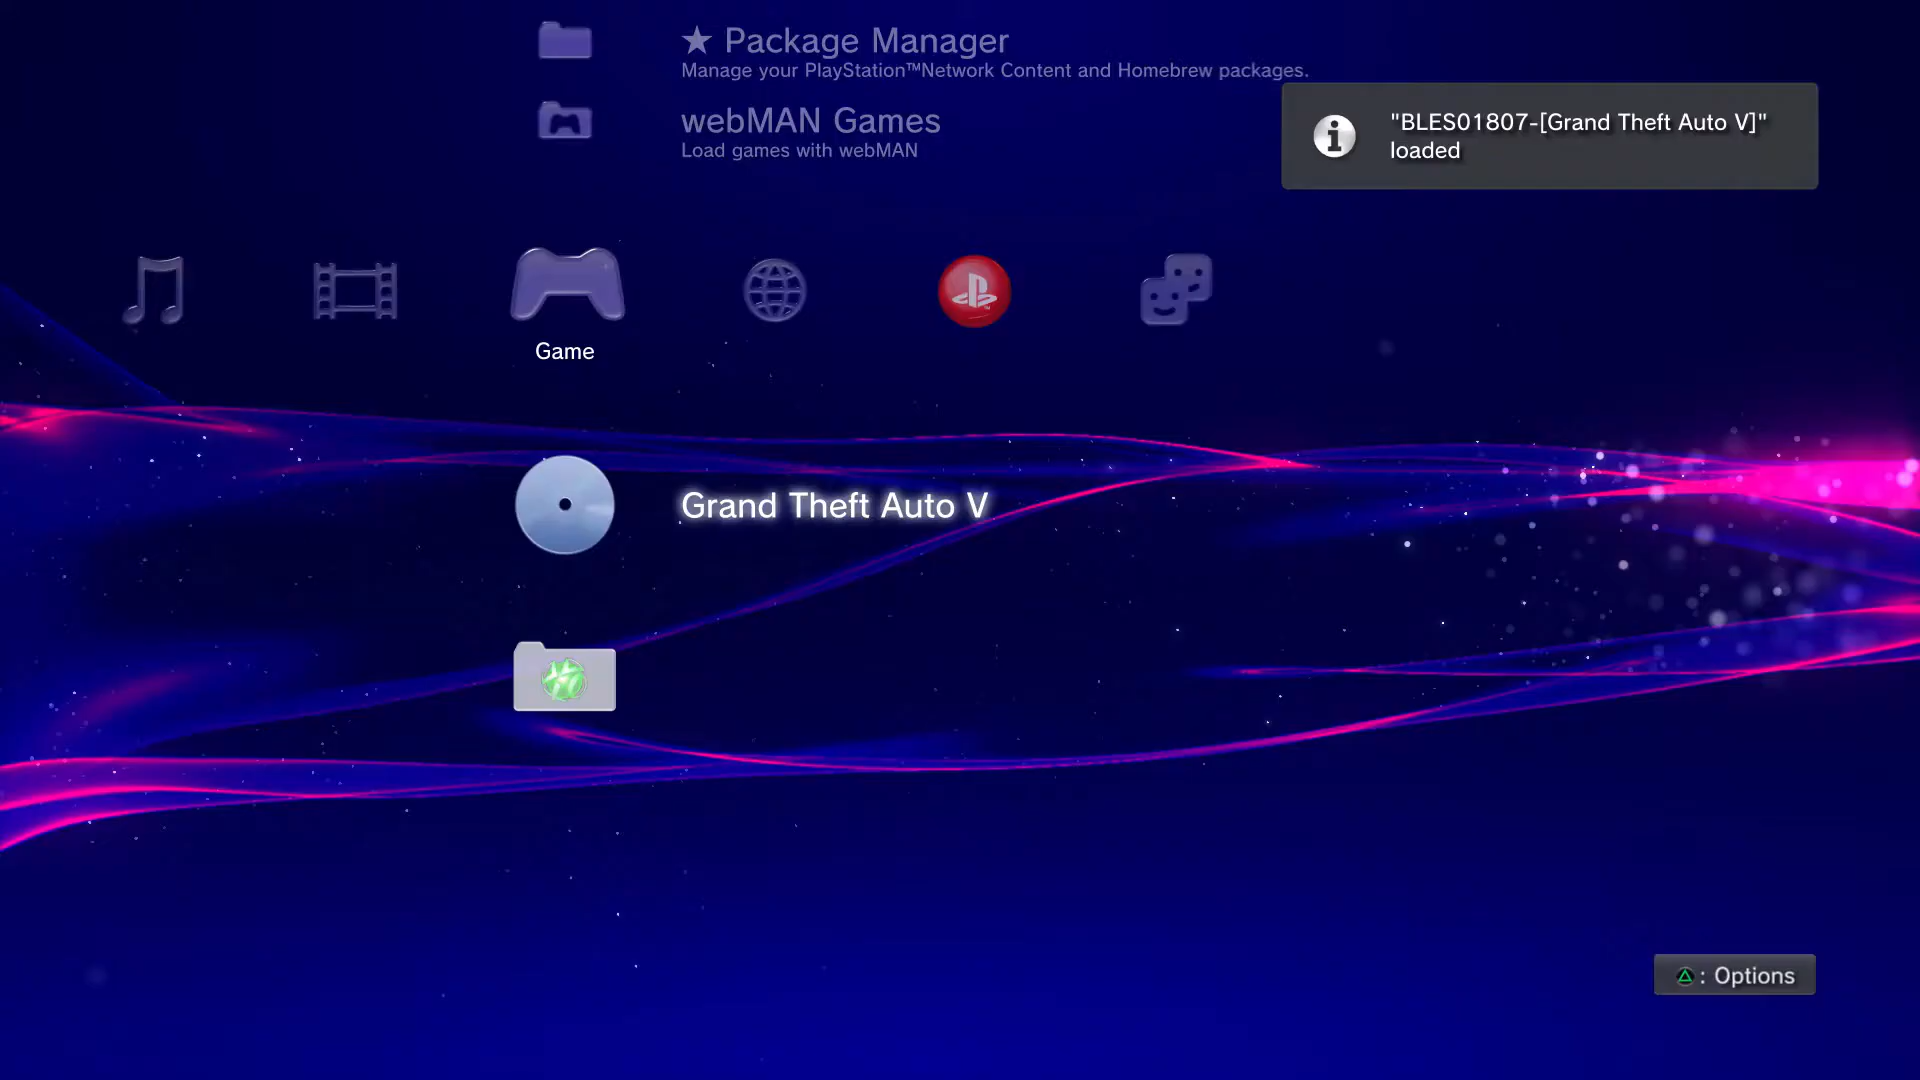 ★ Package Manager
Manage your PlayStation™Network Content and Homebrew packages.
webMAN Games
Load games with webMAN
"BLES01807-[Grand Theft Auto V]"
loaded
Game
Grand Theft Auto V
: Options